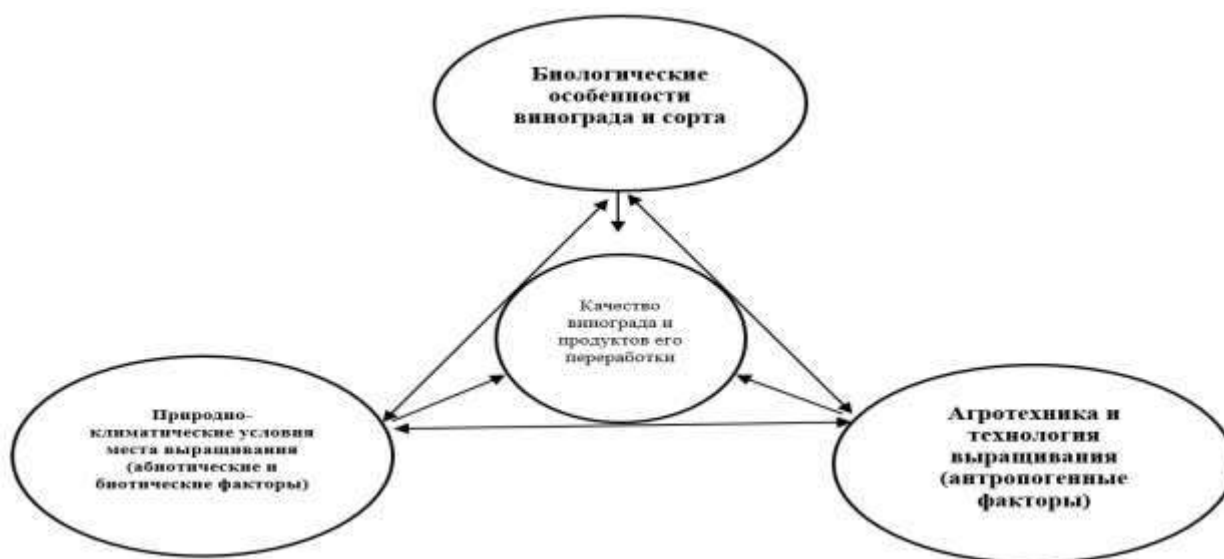 Биологические
особенности
винограда и сорта
Качество
винограда и
продуктов его
переработки
Природно-
климатические условия
места выращивания
(абиотические и
биотические факторы)
Агротехника и
технология
выращивания
(антропогенные
факторы)